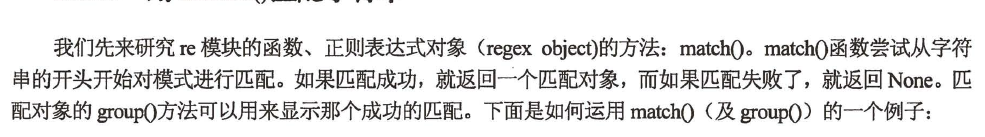 我们先来研究 re 模块的函数、正则表达式对象（regex object)的方法：match()。match()函数尝试从字符
串的开头开始对模式进行匹配。如果匹配成功，就返回一个匹配对象，而如果匹配失败了，就返回 None。匹
配对象的 group()方法可以用来显示那个成功的匹配。下面是如何运用 match()（及 group()）的一个例子：